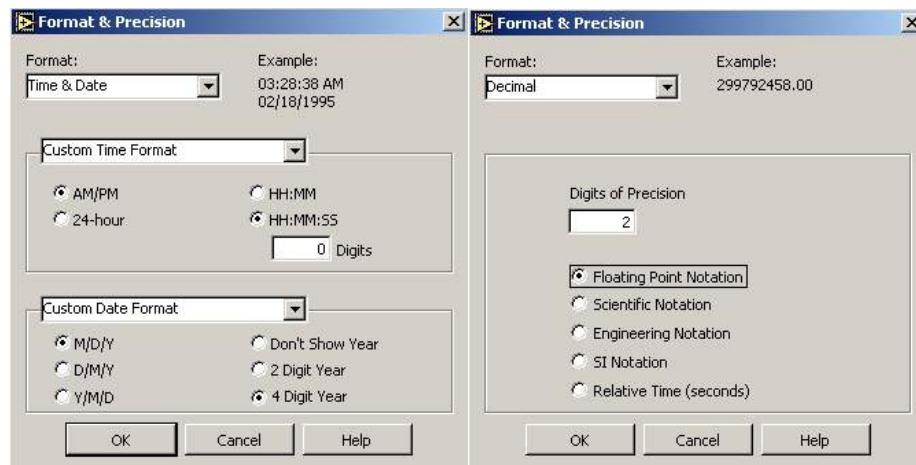 Format & Precision
Format:
Example:
Time & Date
03:28:38 AM
02/18/1995
Custom Time Format
AM/PM
HH:MM
24-hour
HH:MM:SS
0 Digits
Custom Date Format
M/D/Y
Don't Show Year
D/M/Y
2 Digit Year
Y/M/D
4 Digit Year
OK
Cancel
Help
Format & Precision
Format:
Example:
Decimal
299792458.00
Digits of Precision
2
Floating Point Notation
Scientific Notation
Engineering Notation
SI Notation
Relative Time (seconds)
OK
Cancel
Help